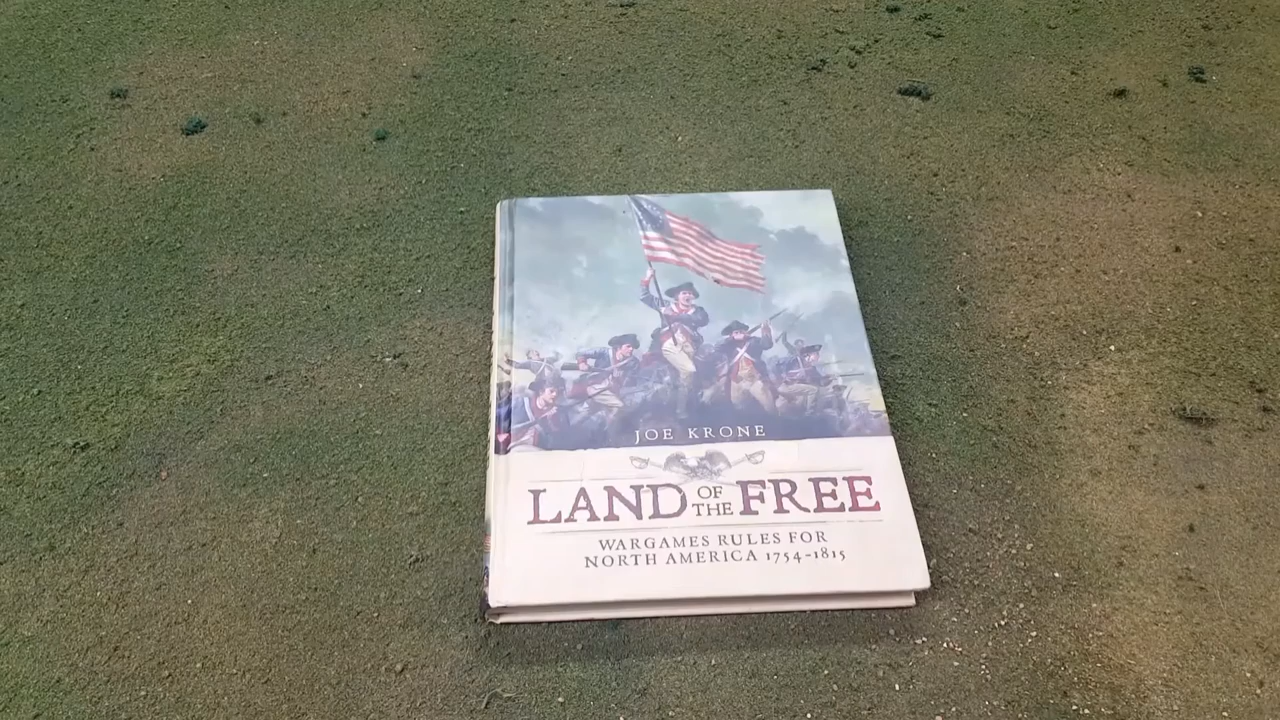 JOE KRONE
LAND OF THE FREE
WARGAMES RULES FOR
NORTH AMERICA 1754-1815